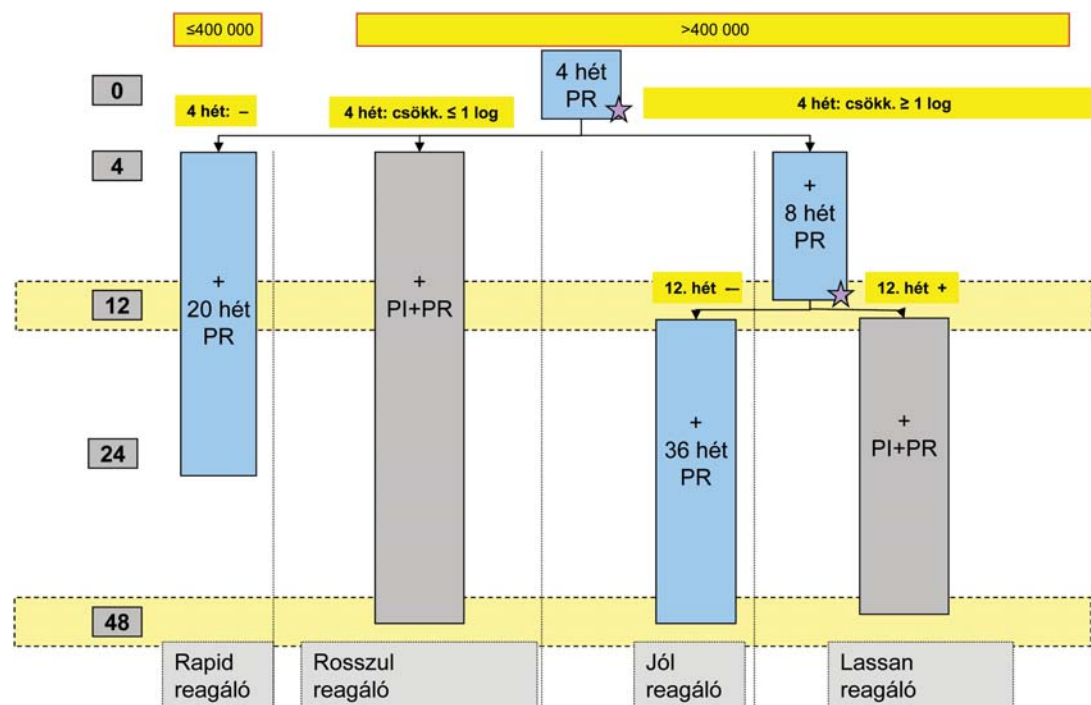 ≤400 000
>400 000
0
4 hét
PR
4 hét: –
4 hét: csökk. ≤ 1 log
4 hét: csökk. ≥ 1 log
4
+
8 hét
PR
+
20 hét
PR
+
PI+PR
12
12. hét –
12. hét +
24
+
36 hét
PR
+
PI+PR
48
Rapid
reagáló
Rosszul
reagáló
Jól
reagáló
Lassan
reagáló